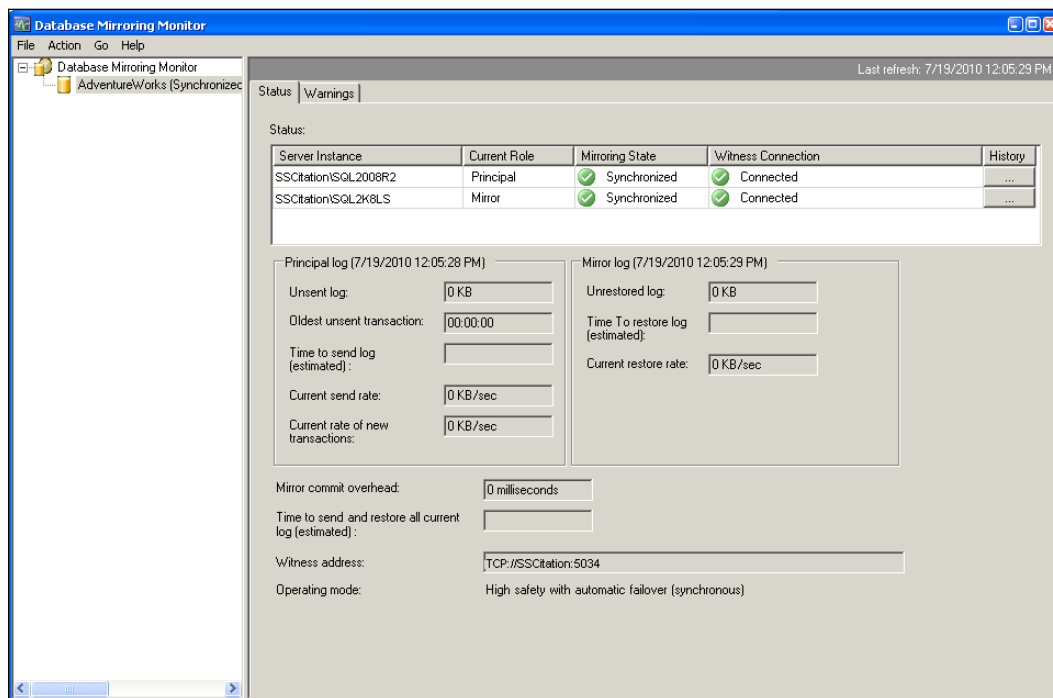 Database Mirroring Monitor
File Action Go Help
Database Mirroring Monitor
AdventureWorks (Synchronized
Last refresh: 7/19/2010 12:05:29 PM
Status Warnings
Status:
Server Instance Current Role Mirroring State Witness Connection History
SSCitation\SQL2008R2 Principal Synchronized Connected ...
SSCitation\SQL2K8LS Mirror Synchronized Connected ...
Principal log (7/19/2010 12:05:28 PM)
Unsent log: 0 KB
Oldest unsent transaction: 00:00:00
Time to send log
(estimated) :
Current send rate: 0 KB/sec
Current rate of new
transactions: 0 KB/sec
Mirror log (7/19/2010 12:05:29 PM)
Unrestored log: 0 KB
Time To restore log
(estimated):
Current restore rate: 0 KB/sec
Mirror commit overhead: 0 milliseconds
Time to send and restore all current
log (estimated) :
Witness address: TCP://SSCitation:5034
Operating mode: High safety with automatic failover (synchronous)